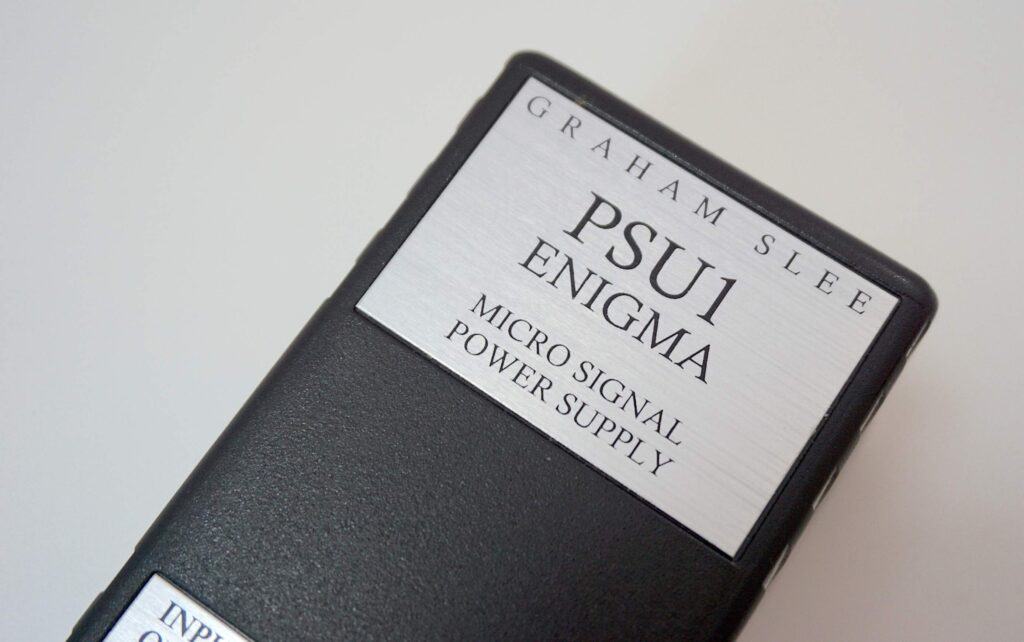 GRAHAM SLEE
PSU1
ENIGMA
MICRO SIGNAL
POWER SUPPLY